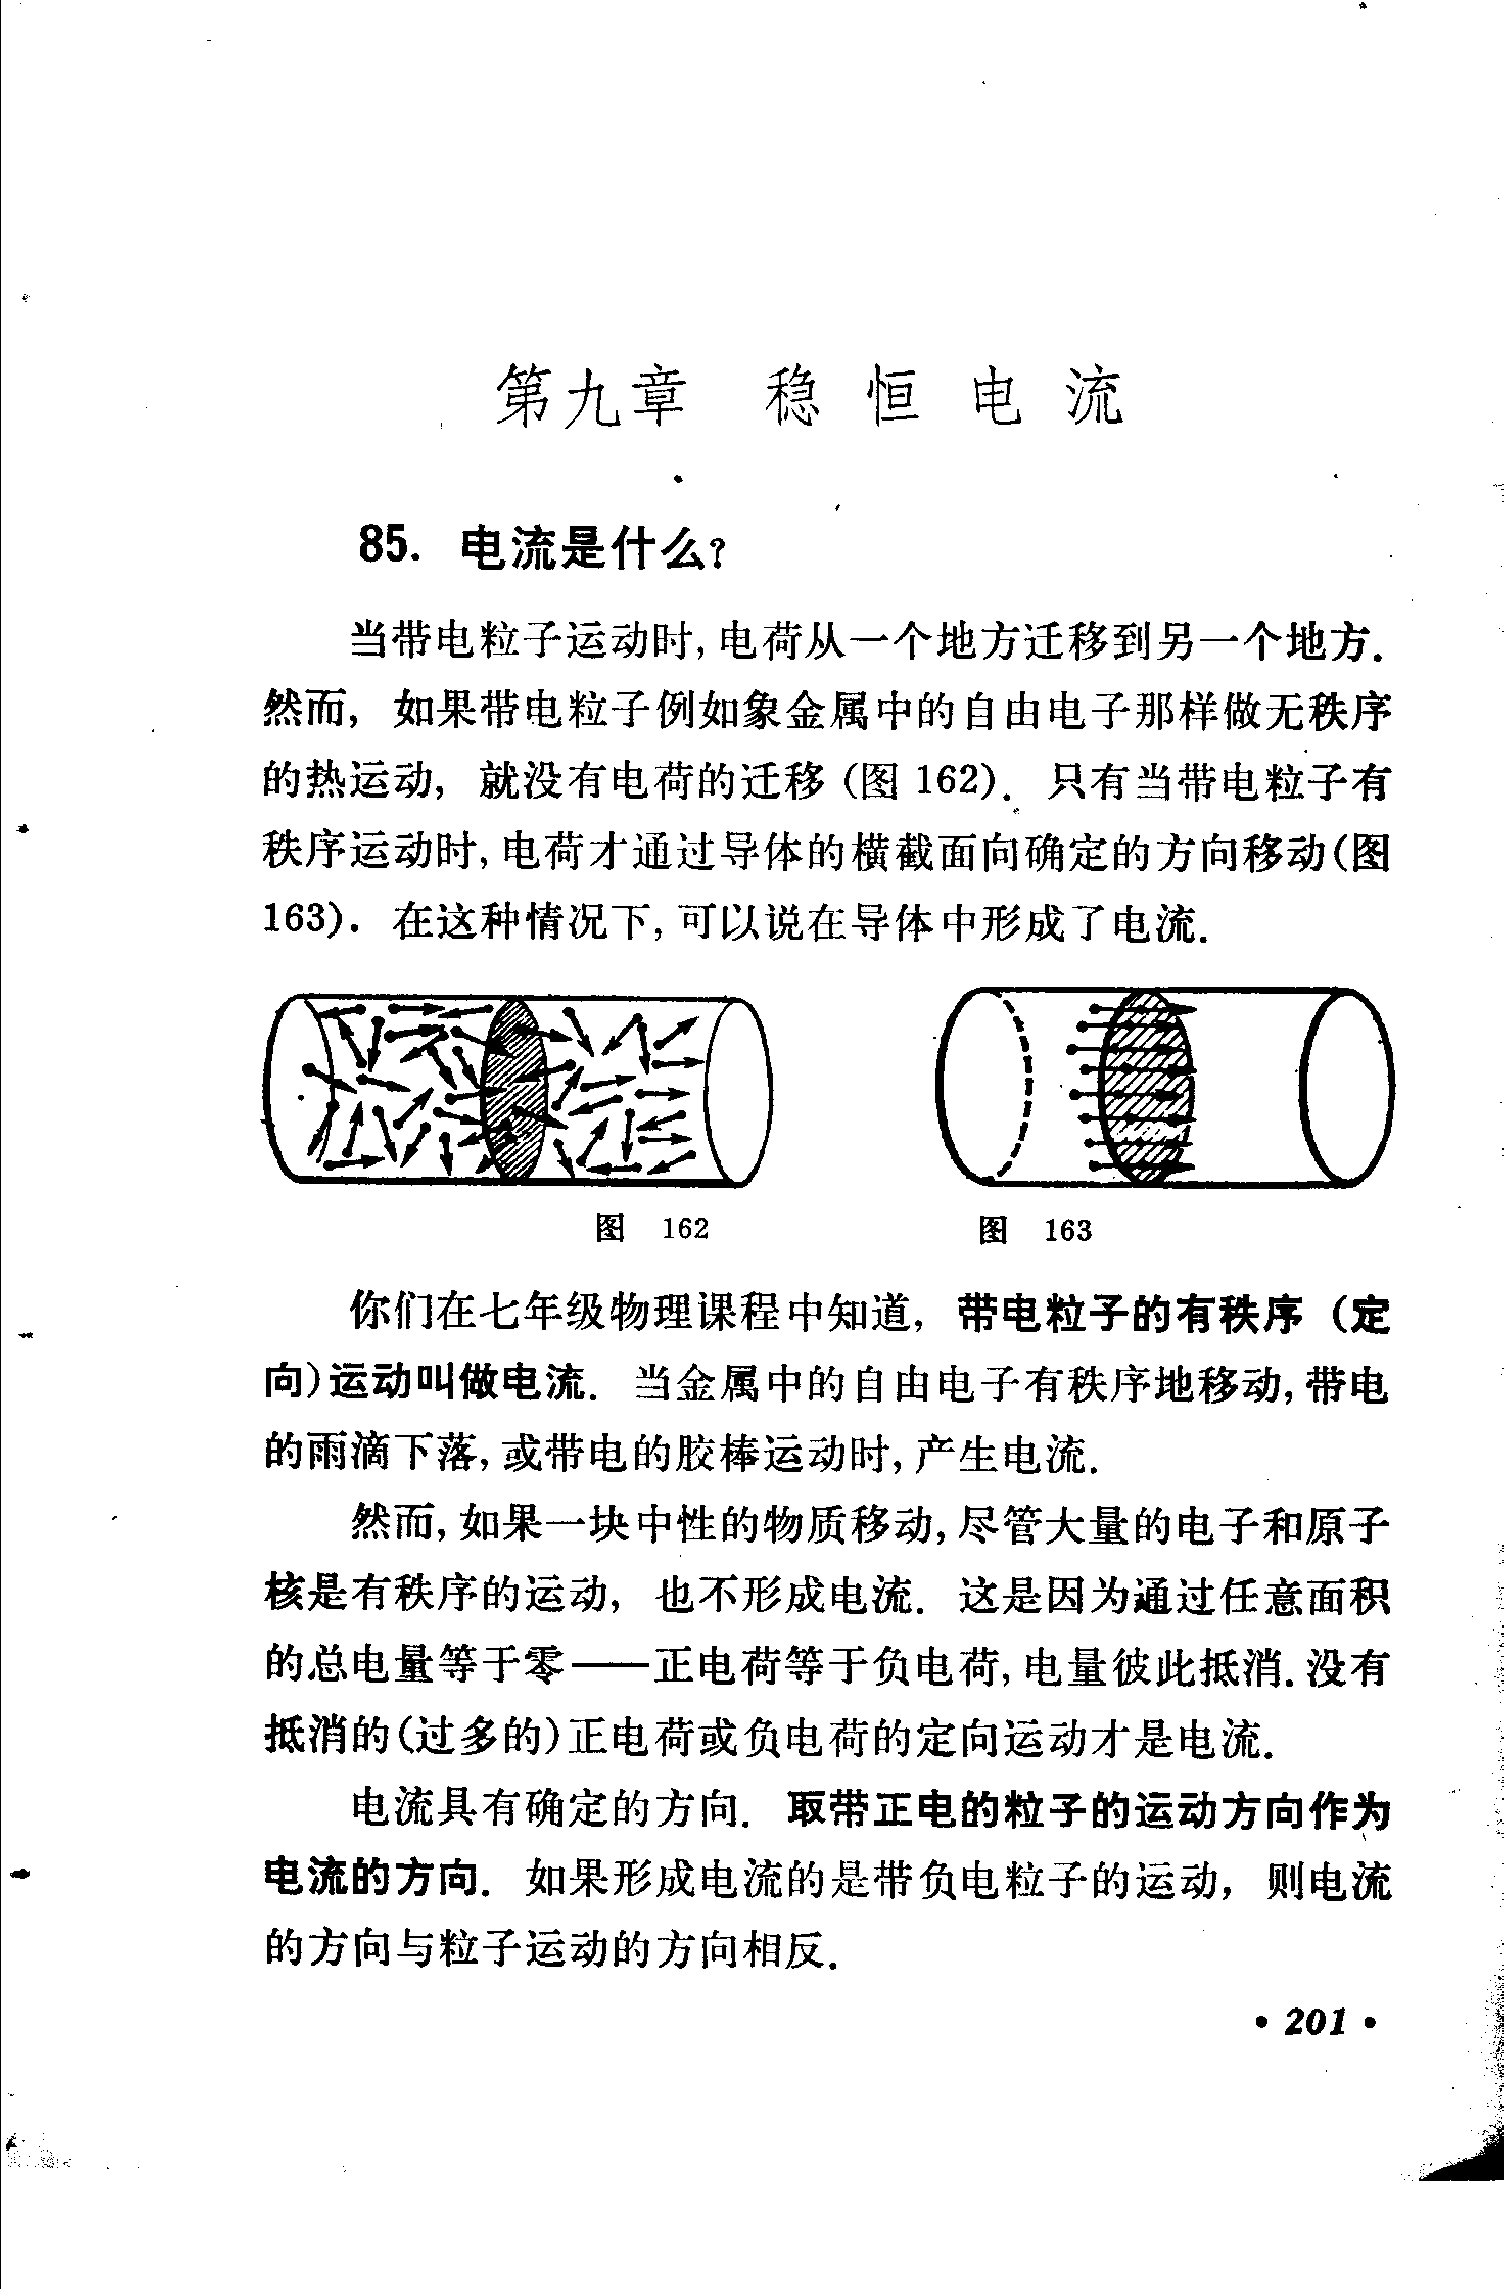 第九章 稳恒电流
85. 电流是什么?
当带电粒子运动时,电荷从一个地方迁移到另一个地方.
然而, 如果带电粒子例如象金属中的自由电子那样做无秩序
的热运动, 就没有电荷的迁移 (图 162). 只有当带电粒子有
秩序运动时,电荷才通过导体的横截面向确定的方向移动(图
163). 在这种情况下,可以说在导体中形成了电流.
图 162
图 163
你们在七年级物理课程中知道, 带电粒子的有秩序 (定
向)运动叫做电流. 当金属中的自由电子有秩序地移动,带电
的雨滴下落,或带电的胶棒运动时,产生电流.
然而,如果一块中性的物质移动,尽管大量的电子和原子
核是有秩序的运动, 也不形成电流. 这是因为通过任意面积
的总电量等于零——正电荷等于负电荷,电量彼此抵消.没有
抵消的(过多的)正电荷或负电荷的定向运动才是电流.
电流具有确定的方向. 取带正电的粒子的运动方向作为
电流的方向. 如果形成电流的是带负电粒子的运动, 则电流
的方向与粒子运动的方向相反.
• 201 •